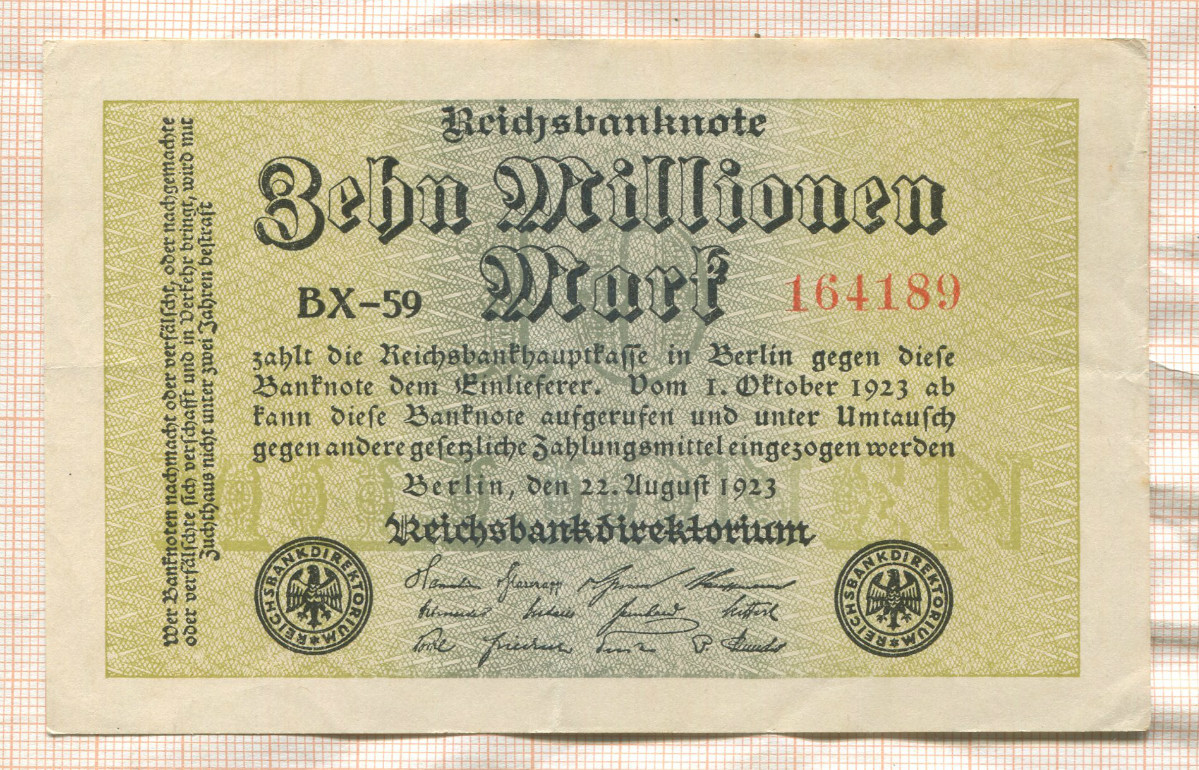 Reichsbanknote
Zehn Millionen
Mark
BX-59
164189
zahlt die Reichsbankhauptkasse in Berlin gegen diese
Banknote dem Einlieferer. Vom 1. Oktober 1923 ab
kann diese Banknote aufgerufen und unter Umtausch
gegen andere gesetzliche Zahlungsmittel eingezogen werden
Berlin, den 22. August 1923
Reichsbankdirektorium
REICHSBANKDIREKTORIUM
REICHSBANKDIREKTORIUM
Wer Banknoten nachmacht oder verfälscht, oder nachgemachte
oder verfälschte sich verschafft und in Verkehr bringt, wird mit
Zuchthaus nicht unter zwei Jahren bestraft
10